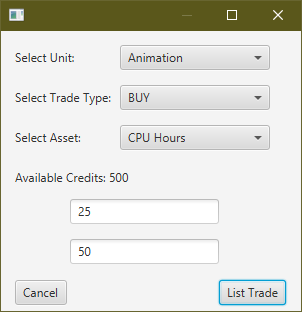 Select Unit: Animation
Select Trade Type: BUY
Select Asset: CPU Hours
Available Credits: 500
25
50
Cancel List Trade